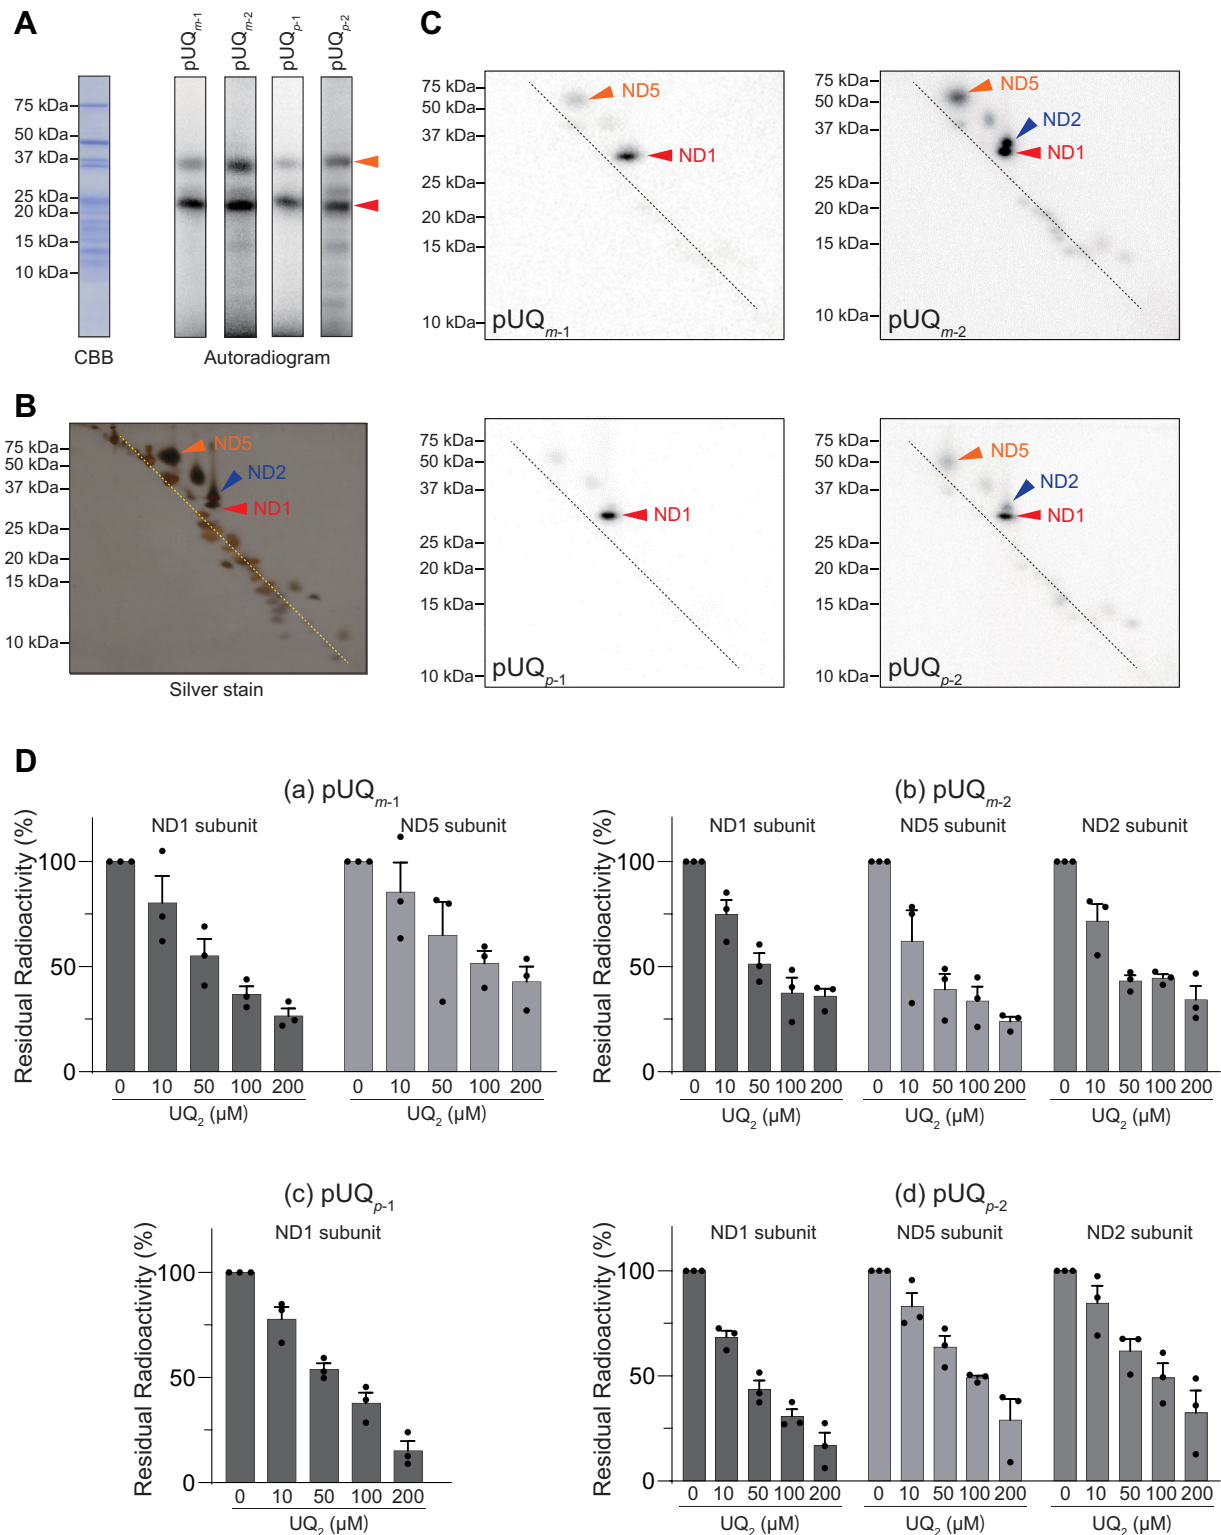 A
pUQm-1
pUQm-2
pUQp-1
pUQp-2
75 kDa
50 kDa
37 kDa
25 kDa
20 kDa
15 kDa
10 kDa
CBB
Autoradiogram
B
75 kDa
50 kDa
37 kDa
25 kDa
20 kDa
15 kDa
10 kDa
ND5
ND2
ND1
Silver stain
C
75 kDa
50 kDa
37 kDa
25 kDa
20 kDa
15 kDa
10 kDa
ND5
ND1
pUQm-1
75 kDa
50 kDa
37 kDa
25 kDa
20 kDa
15 kDa
10 kDa
ND5
ND2
ND1
pUQm-2
75 kDa
50 kDa
37 kDa
25 kDa
20 kDa
15 kDa
10 kDa
ND1
pUQp-1
75 kDa
50 kDa
37 kDa
25 kDa
20 kDa
15 kDa
10 kDa
ND5
ND2
ND1
pUQp-2
D
(a) pUQm-1
Residual Radioactivity (%)
100
50
0
ND1 subunit
0 10 50 100 200
UQ2 (µM)
ND5 subunit
0 10 50 100 200
UQ2 (µM)
(b) pUQm-2
Residual Radioactivity (%)
100
50
0
ND1 subunit
0 10 50 100 200
UQ2 (µM)
ND5 subunit
0 10 50 100 200
UQ2 (µM)
ND2 subunit
0 10 50 100 200
UQ2 (µM)
(c) pUQp-1
Residual Radioactivity (%)
100
50
0
ND1 subunit
0 10 50 100 200
UQ2 (µM)
(d) pUQp-2
Residual Radioactivity (%)
100
50
0
ND1 subunit
0 10 50 100 200
UQ2 (µM)
ND5 subunit
0 10 50 100 200
UQ2 (µM)
ND2 subunit
0 10 50 100 200
UQ2 (µM)